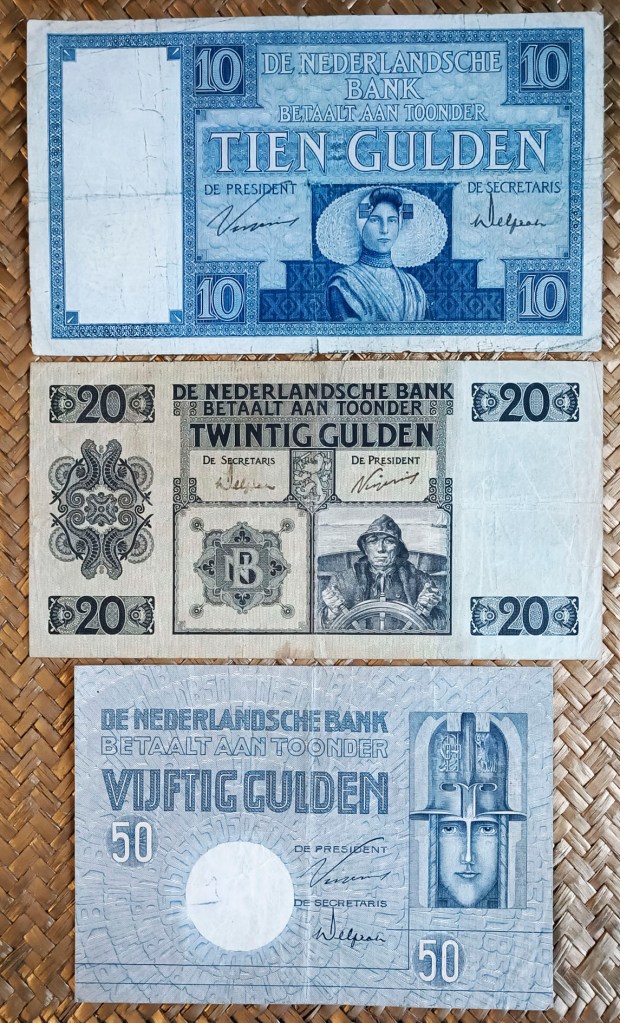 10 DE NEDERLANDSCHE 10
BANK
BETAALT AAN TOONDER
TIEN GULDEN
DE PRESIDENT DE SECRETARIS
10 10
20 DE NEDERLANDSCHE BANK 20
BETAALT AAN TOONDER
TWINTIG GULDEN
DE SECRETARIS DE PRESIDENT
NB
20 20
DE NEDERLANDSCHE BANK
BETAALT AAN TOONDER
VIJFTIG GULDEN
50
DE PRESIDENT
DE SECRETARIS
50